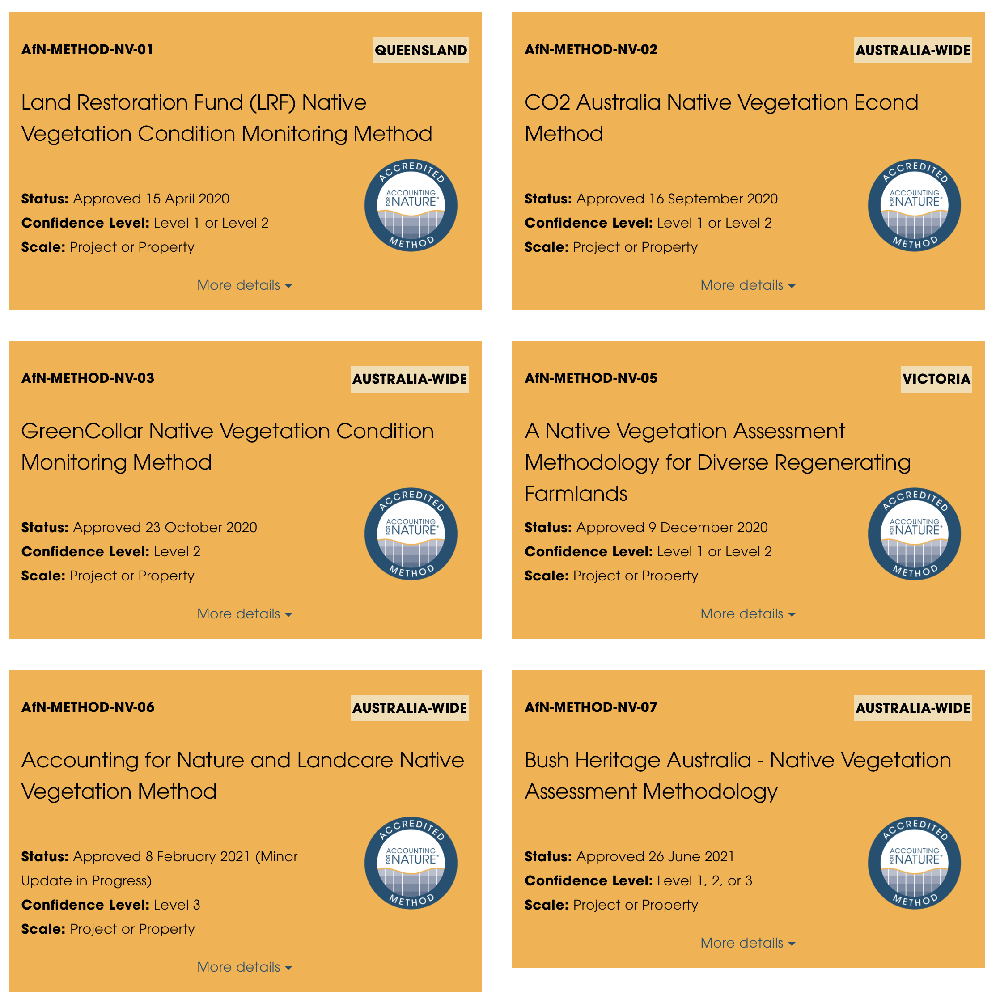 AfN-METHOD-NV-01
QUEENSLAND
Land Restoration Fund (LRF) Native
Vegetation Condition Monitoring Method
Status: Approved 15 April 2020
Confidence Level: Level 1 or Level 2
Scale: Project or Property
ACCREDITED
ACCOUNTING
FOR NATURE®
METHOD
More details
AfN-METHOD-NV-02
AUSTRALIA-WIDE
CO2 Australia Native Vegetation Econd
Method
Status: Approved 16 September 2020
Confidence Level: Level 1 or Level 2
Scale: Project or Property
ACCREDITED
ACCOUNTING
FOR NATURE®
METHOD
More details
AfN-METHOD-NV-03
AUSTRALIA-WIDE
GreenCollar Native Vegetation Condition
Monitoring Method
Status: Approved 23 October 2020
Confidence Level: Level 2
Scale: Project or Property
ACCREDITED
ACCOUNTING
FOR NATURE®
METHOD
More details
AfN-METHOD-NV-05
VICTORIA
A Native Vegetation Assessment
Methodology for Diverse Regenerating
Farmlands
Status: Approved 9 December 2020
Confidence Level: Level 1 or Level 2
Scale: Project or Property
ACCREDITED
ACCOUNTING
FOR NATURE®
METHOD
More details
AfN-METHOD-NV-06
AUSTRALIA-WIDE
Accounting for Nature and Landcare Native
Vegetation Method
Status: Approved 8 February 2021 (Minor
Update in Progress)
Confidence Level: Level 3
Scale: Project or Property
ACCREDITED
ACCOUNTING
FOR NATURE®
METHOD
More details
AfN-METHOD-NV-07
AUSTRALIA-WIDE
Bush Heritage Australia - Native Vegetation
Assessment Methodology
Status: Approved 26 June 2021
Confidence Level: Level 1, 2, or 3
Scale: Project or Property
ACCREDITED
ACCOUNTING
FOR NATURE®
METHOD
More details